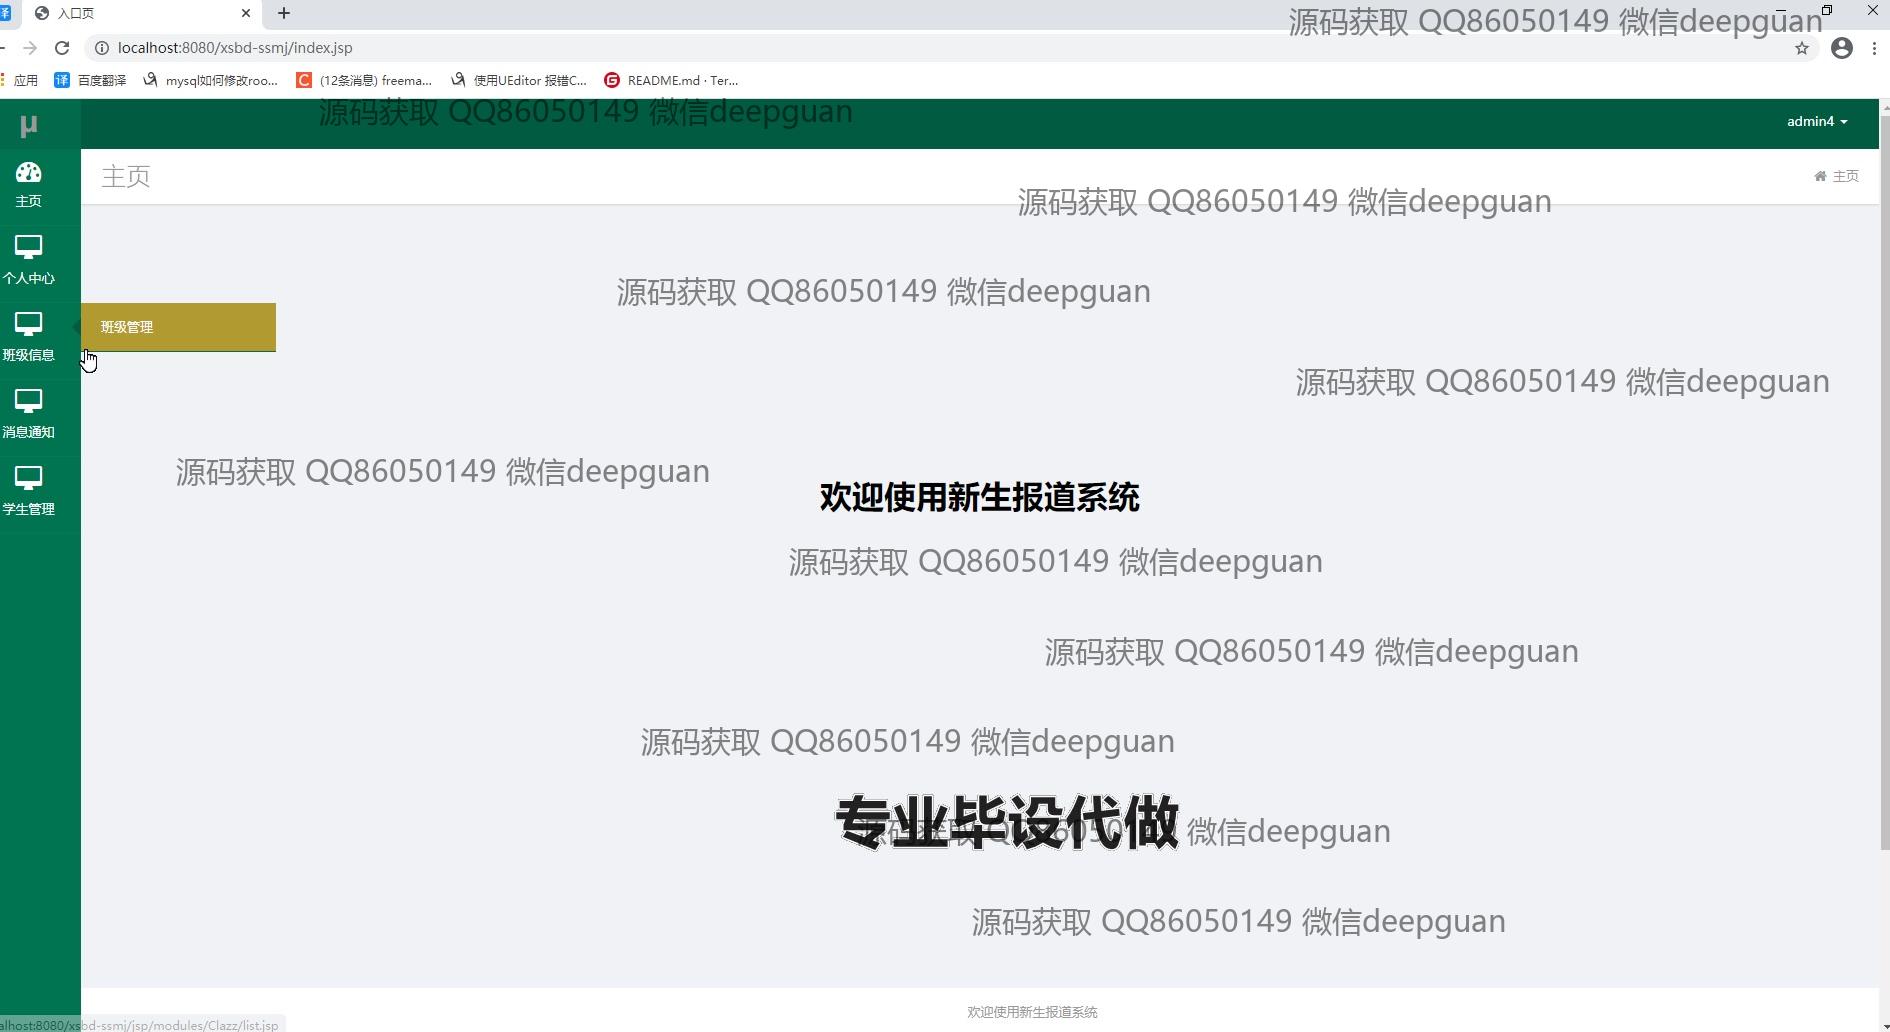 译
入口页
源码获取 QQ86050149 微信deepguan
localhost:8080/xsbd-ssmj/index.jsp
应用
译 百度翻译
mysql如何修改roo...
C (12条消息) freema...
使用UEditor 报错C...
G README.md · Ter...
源码获取 QQ86050149 微信deepguan
μ
admin4
主页
主页
主页
源码获取 QQ86050149 微信deepguan
个人中心
源码获取 QQ86050149 微信deepguan
班级管理
班级信息
源码获取 QQ86050149 微信deepguan
消息通知
源码获取 QQ86050149 微信deepguan
欢迎使用新生报道系统
学生管理
源码获取 QQ86050149 微信deepguan
源码获取 QQ86050149 微信deepguan
源码获取 QQ86050149 微信deepguan
专业毕设代做
源码获取 QQ86050149 微信deepguan
源码获取 QQ86050149 微信deepguan
欢迎使用新生报道系统
alhost:8080/xsbd-ssmj/jsp/modules/Clazz/list.jsp